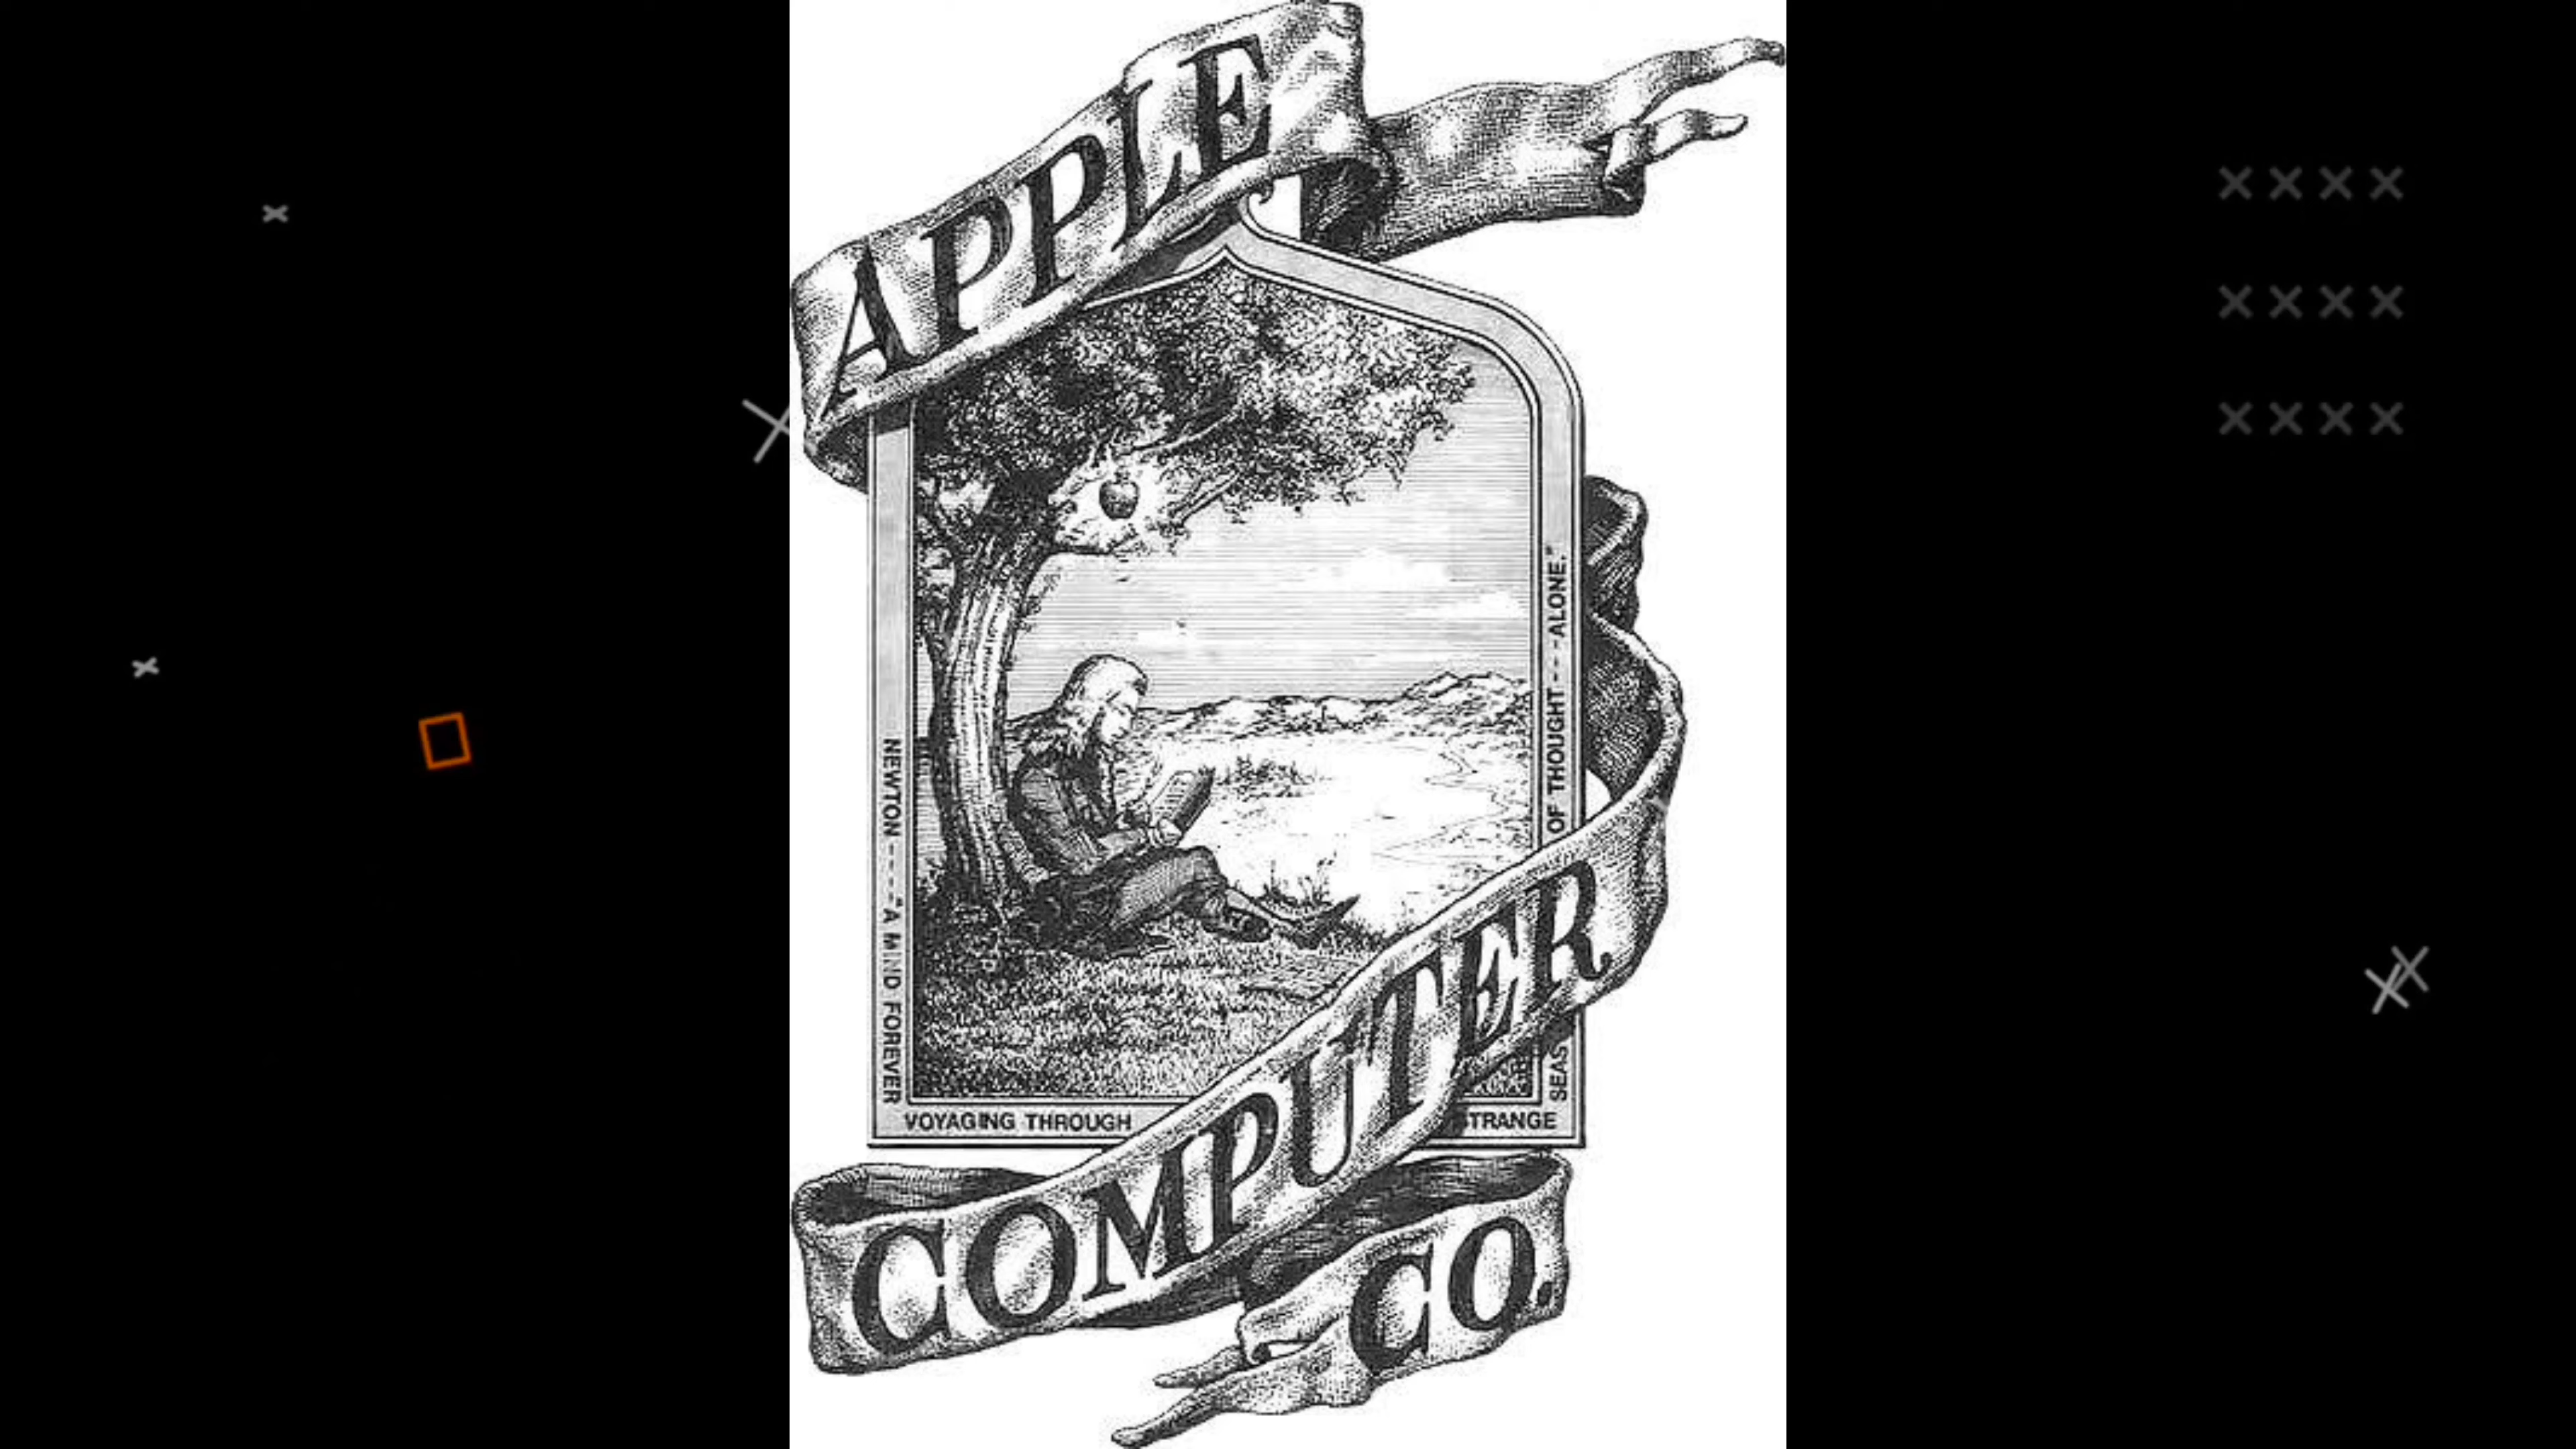 APPLE
NEWTON-----"A MIND FOREVER
VOYAGING THROUGH
STRANGE
SEAS
OF THOUGHT---ALONE."
COMPUTER
CO.